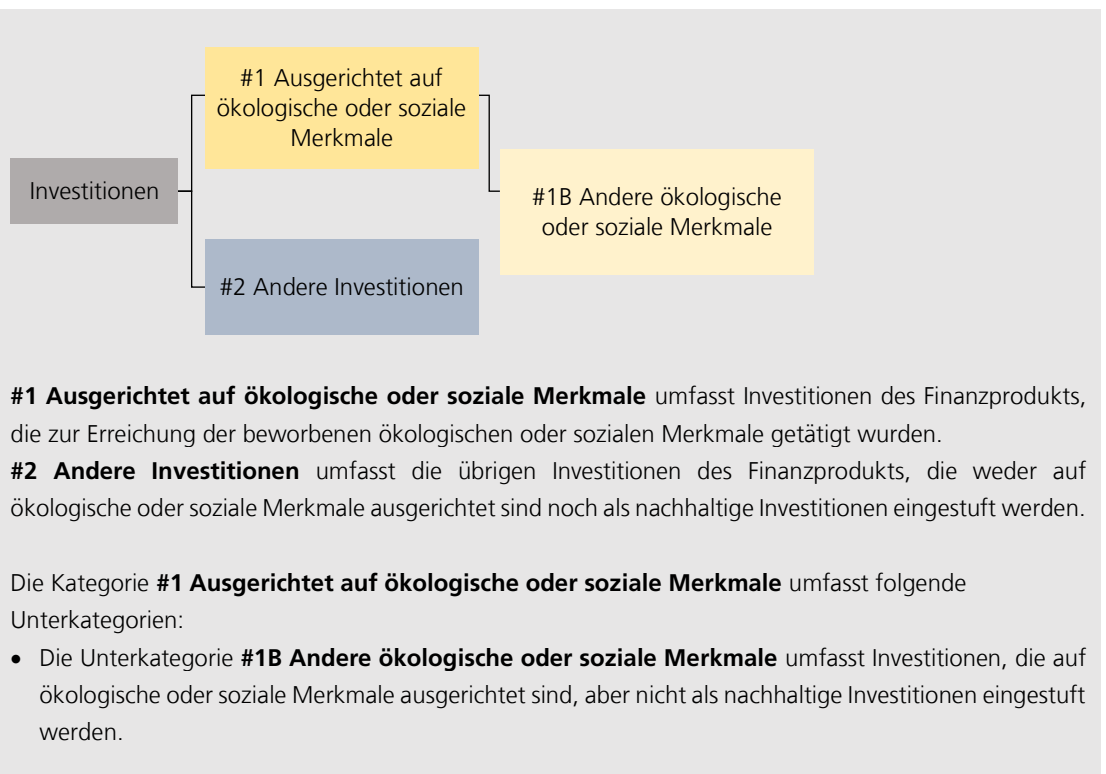 #1 Ausgerichtet auf
ökologische oder soziale
Merkmale
Investitionen
#1B Andere ökologische
oder soziale Merkmale
#2 Andere Investitionen
#1 Ausgerichtet auf ökologische oder soziale Merkmale umfasst Investitionen des Finanzprodukts,
die zur Erreichung der beworbenen ökologischen oder sozialen Merkmale getätigt wurden.
#2 Andere Investitionen umfasst die übrigen Investitionen des Finanzprodukts, die weder auf
ökologische oder soziale Merkmale ausgerichtet sind noch als nachhaltige Investitionen eingestuft werden.
Die Kategorie #1 Ausgerichtet auf ökologische oder soziale Merkmale umfasst folgende
Unterkategorien:
• Die Unterkategorie #1B Andere ökologische oder soziale Merkmale umfasst Investitionen, die auf
ökologische oder soziale Merkmale ausgerichtet sind, aber nicht als nachhaltige Investitionen eingestuft
werden.